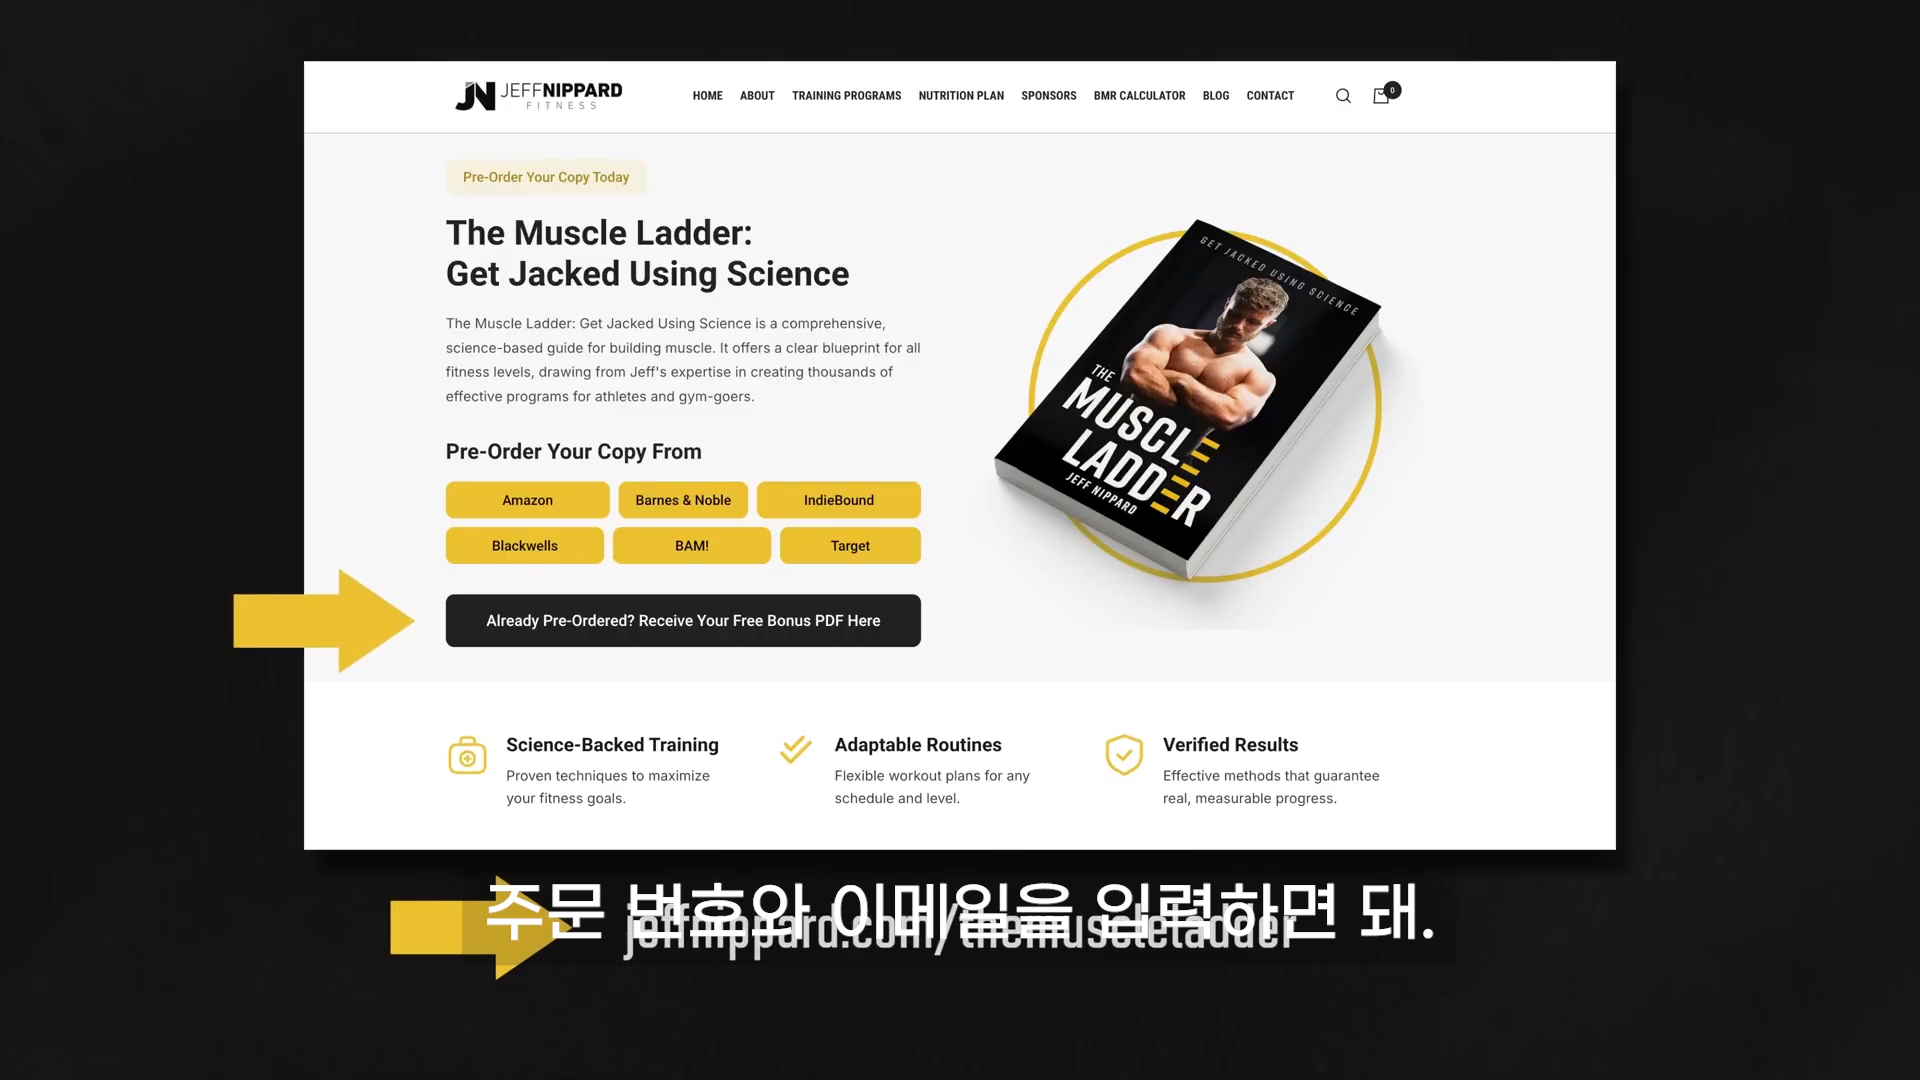 JN JEFFNIPPARD
FITNESS
HOME ABOUT TRAINING PROGRAMS NUTRITION PLAN SPONSORS BMR CALCULATOR BLOG CONTACT
0
Pre-Order Your Copy Today
The Muscle Ladder:
Get Jacked Using Science
The Muscle Ladder: Get Jacked Using Science is a comprehensive,
science-based guide for building muscle. It offers a clear blueprint for all
fitness levels, drawing from Jeff's expertise in creating thousands of
effective programs for athletes and gym-goers.
Pre-Order Your Copy From
Amazon Barnes & Noble IndieBound
Blackwells BAM! Target
Already Pre-Ordered? Receive Your Free Bonus PDF Here
GET JACKED USING SCIENCE
THE
MUSCLE
LADDER
JEFF NIPPARD
Science-Backed Training
Proven techniques to maximize
your fitness goals.
Adaptable Routines
Flexible workout plans for any
schedule and level.
Verified Results
Effective methods that guarantee
real, measurable progress.
주문 번호와 이메일을 입력하면 돼.
jeffnippard.com/themuscleladder